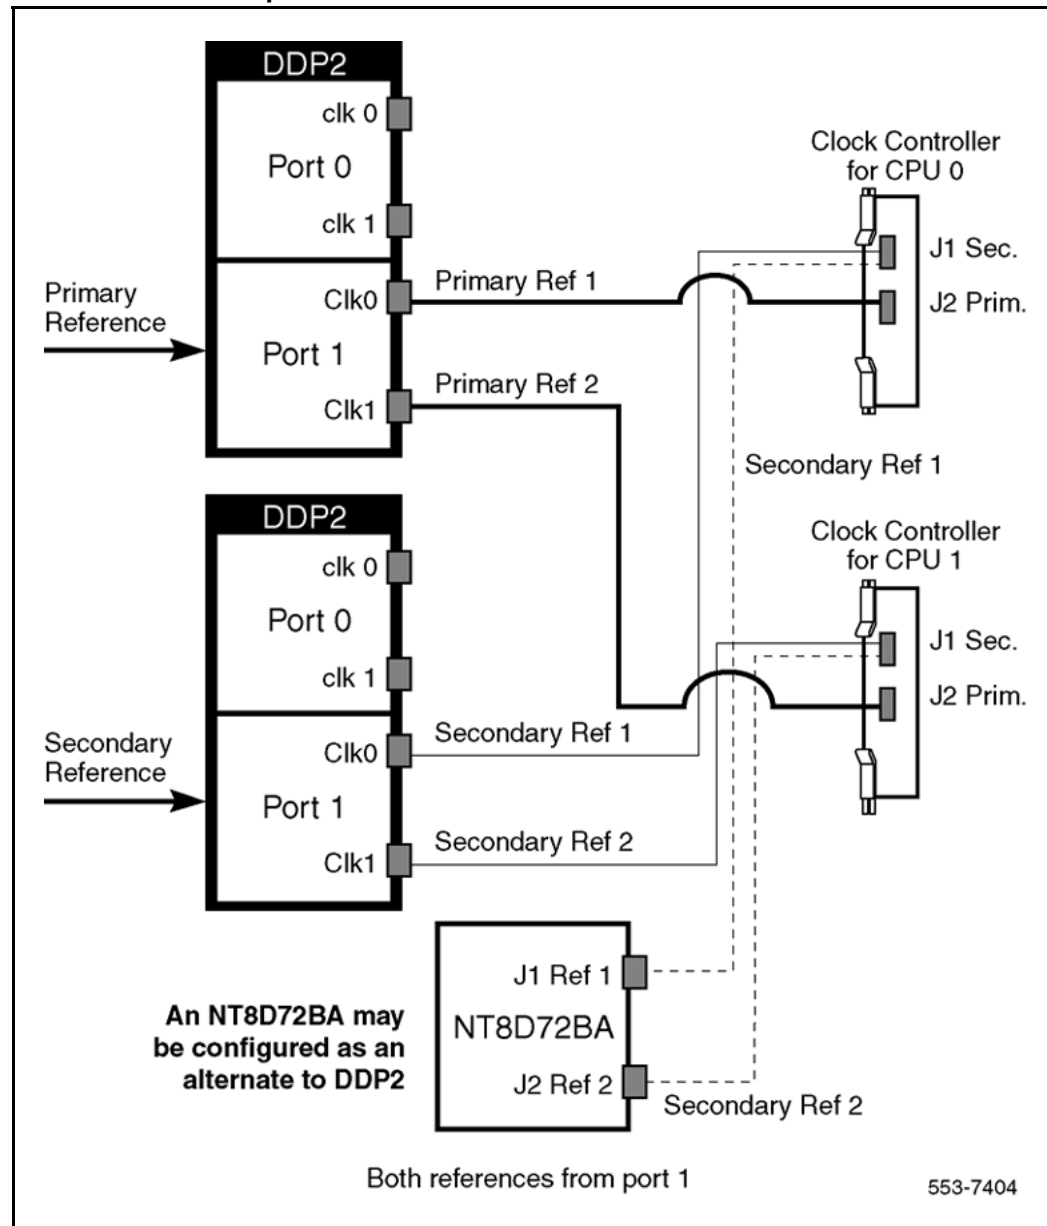 DDP2
clk 0
Port 0
clk 1
Primary
Reference
Clk0
Port 1
Clk1
Primary Ref 1
Primary Ref 2
Clock Controller
for CPU 0
J1 Sec.
J2 Prim.
Secondary Ref 1
DDP2
clk 0
Port 0
clk 1
Secondary
Reference
Clk0
Port 1
Clk1
Secondary Ref 1
Secondary Ref 2
Clock Controller
for CPU 1
J1 Sec.
J2 Prim.
An NT8D72BA may
be configured as an
alternate to DDP2
J1 Ref 1
NT8D72BA
J2 Ref 2
Secondary Ref 2
Both references from port 1
553-7404